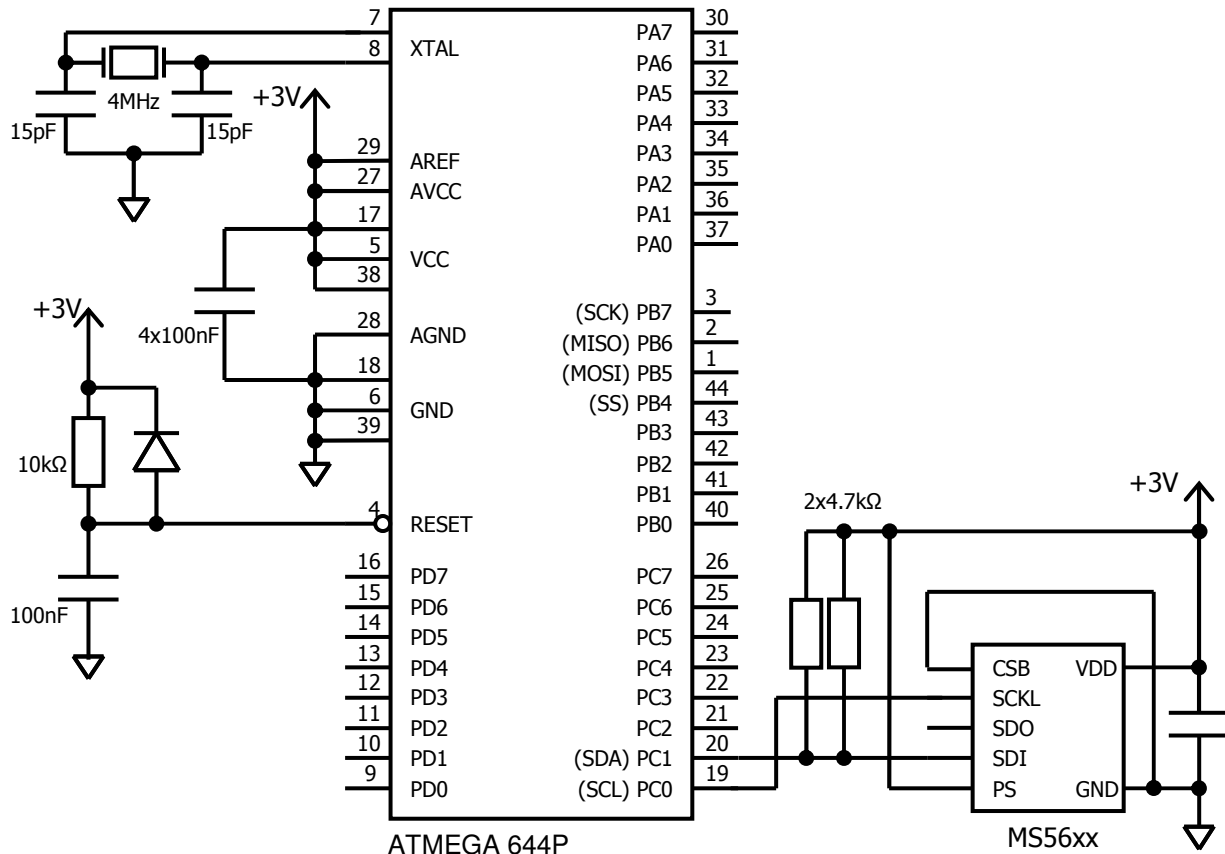 7
8
XTAL
4MHz
15pF
15pF
+3V
29
AREF
27
AVCC
17
5
VCC
38
4x100nF
28
AGND
18
6
GND
39
+3V
10kΩ
4
RESET
100nF
16
PD7
15
PD6
14
PD5
13
PD4
12
PD3
11
PD2
10
PD1
9
PD0
PA7
30
PA6
31
PA5
32
PA4
33
PA3
34
PA2
35
PA1
36
PA0
37
(SCK) PB7
3
(MISO) PB6
2
(MOSI) PB5
1
(SS) PB4
44
PB3
43
PB2
42
PB1
41
PB0
40
PC7
26
PC6
25
PC5
24
PC4
23
PC3
22
PC2
21
(SDA) PC1
20
(SCL) PC0
19
ATMEGA 644P
2x4.7kΩ
+3V
CSB
SCKL
SDO
SDI
PS
VDD
GND
MS56xx